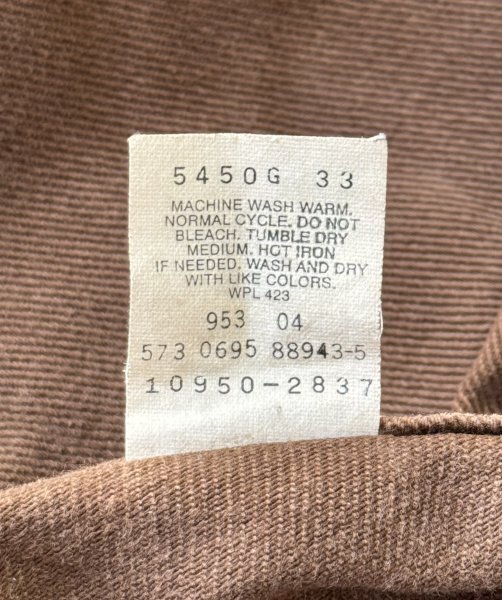 5450G 33
MACHINE WASH WARM.
NORMAL CYCLE. DO NOT
BLEACH. TUMBLE DRY
MEDIUM. HOT IRON
IF NEEDED. WASH AND DRY
WITH LIKE COLORS.
WPL 423
953 04
573 0695 88943-5
10950-2837